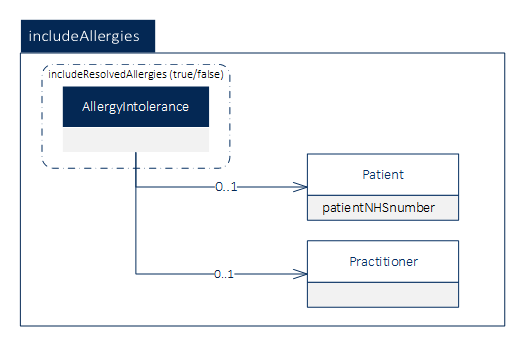 includeAllergies
includeResolvedAllergies (true/false)
AllergyIntolerance
Patient
0..1
patientNHSnumber
Practitioner
0..1